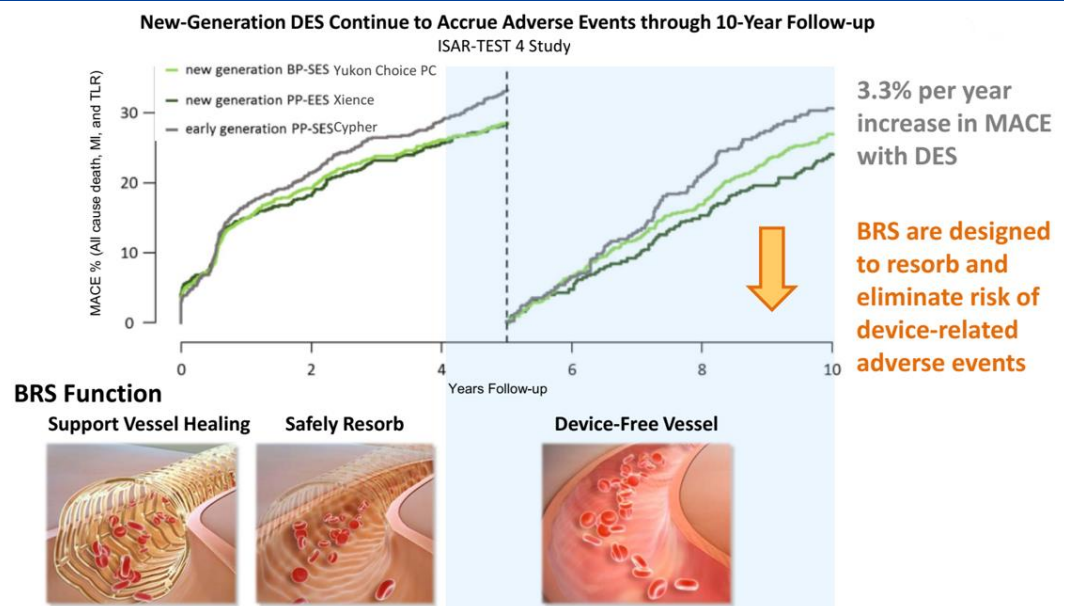 New-Generation DES Continue to Accrue Adverse Events through 10-Year Follow-up
ISAR-TEST 4 Study
new generation BP-SES Yukon Choice PC
new generation PP-EES Xience
early generation PP-SESCypher
MACE % (All cause death, MI, and TLR)
30
20
10
0
0 2 4 6 8 10
Years Follow-up
3.3% per year
increase in MACE
with DES
BRS are designed
to resorb and
eliminate risk of
device-related
adverse events
BRS Function
Support Vessel Healing
Safely Resorb
Device-Free Vessel